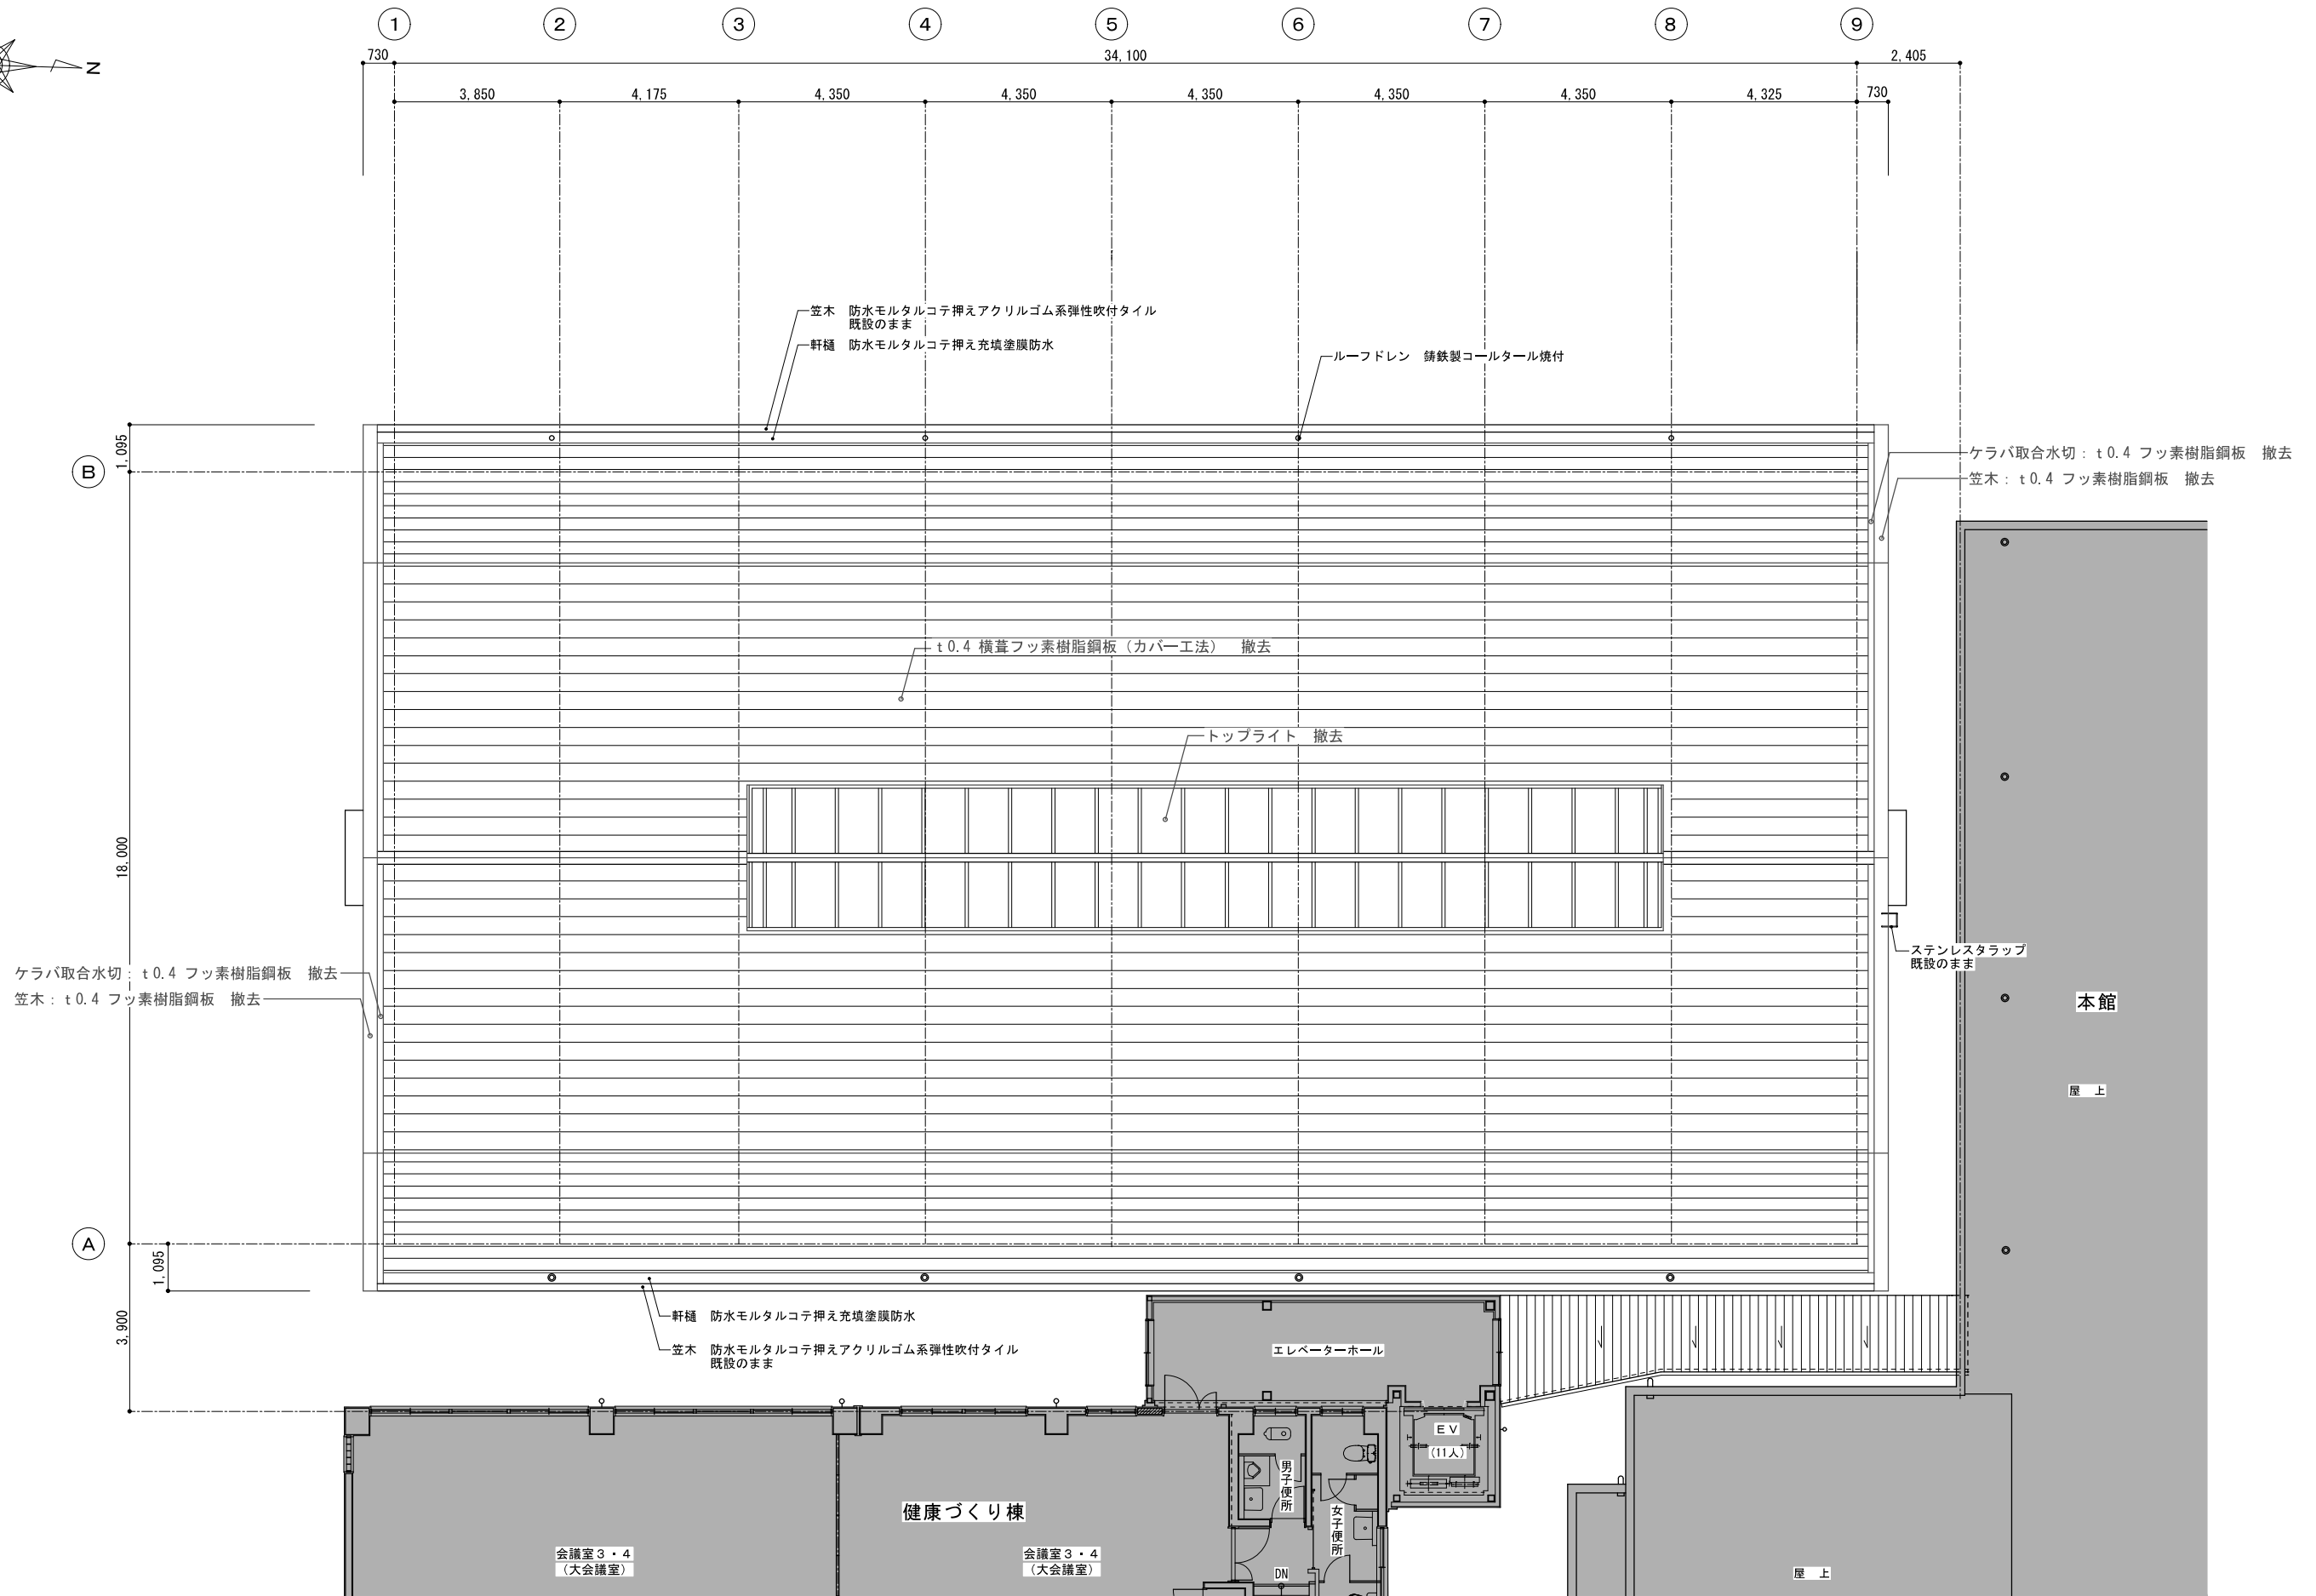 1 2 3 4 5 6 7 8 9
730 34,100 2,405
N
3,850 4,175 4,350 4,350 4,350 4,350 4,350 4,325 730
笠木 防水モルタルコテ押えアクリルゴム系弾性吹付タイル
既設のまま
軒樋 防水モルタルコテ押え充填塗膜防水
ルーフドレン 鋳鉄製コールタール焼付
1,095
B
ケラバ取合水切：t0.4 フッ素樹脂鋼板 撤去
笠木：t0.4 フッ素樹脂鋼板 撤去
t0.4 横葺フッ素樹脂鋼板（カバー工法） 撤去
トップライト 撤去
18,000
ステンレスタラップ
既設のまま
ケラバ取合水切：t0.4 フッ素樹脂鋼板 撤去
笠木：t0.4 フッ素樹脂鋼板 撤去
本館
屋 上
A
1,095
3,900
軒樋 防水モルタルコテ押え充填塗膜防水
笠木 防水モルタルコテ押えアクリルゴム系弾性吹付タイル
既設のまま
エレベーターホール
EV
(11人)
男子便所
女子便所
健康づくり棟
会議室3・4
（大会議室）
会議室3・4
（大会議室）
DN
屋 上